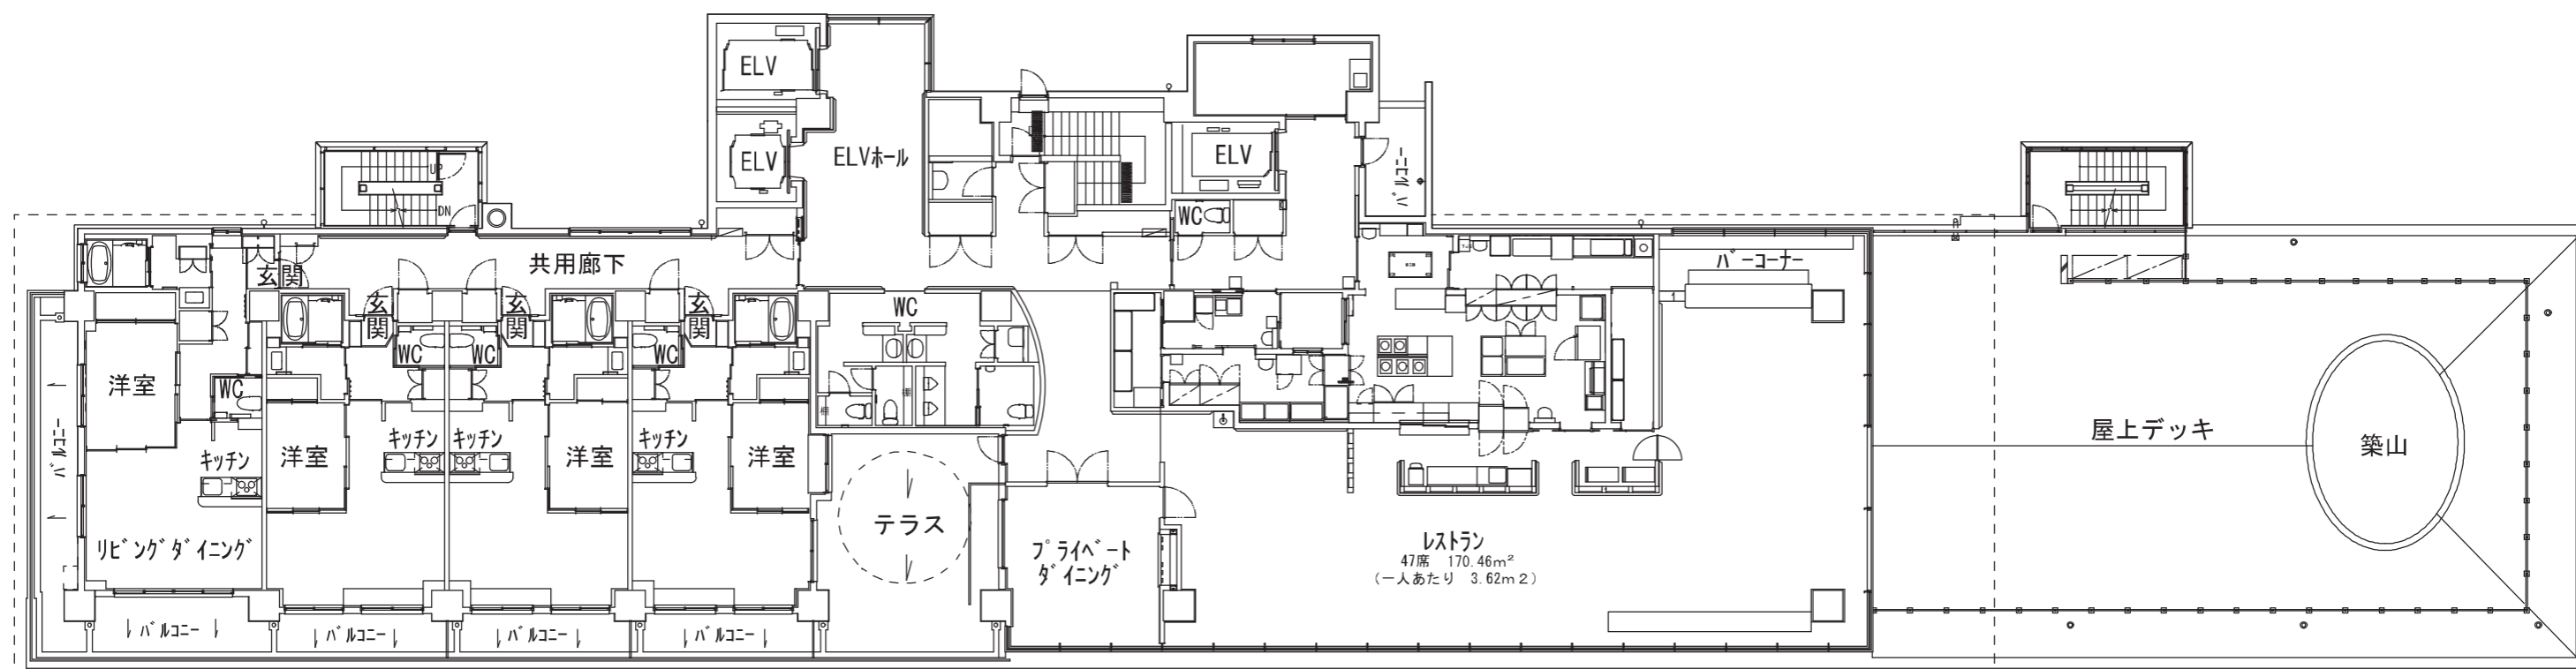 ELV
ELV
ELVホール
ELV
バルコニー
UP
DN
WC
玄関
共用廊下
バーコーナー
玄
関
玄
関
玄
関
WC
WC
WC
WC
洋室
WC
屋上デッキ
築山
バルコニー
キッチン
洋室
キッチン
キッチン
洋室
キッチン
洋室
テラス
リビングダイニング
プライベート
ダイニング
レストラン
47席 170.46m²
(一人あたり 3.62m2)
バルコニー
バルコニー
バルコニー
バルコニー